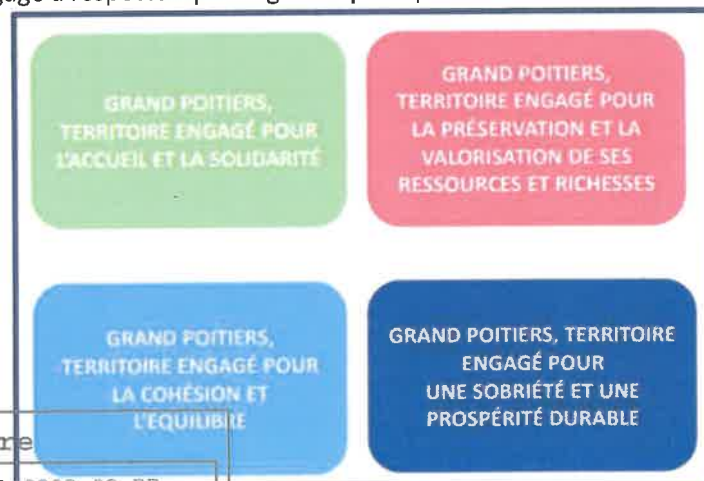 GRAND POITIERS,
TERRITOIRE ENGAGÉ POUR
L'ACCUEIL ET LA SOLIDARITÉ
GRAND POITIERS,
TERRITOIRE ENGAGÉ POUR
LA PRÉSERVATION ET LA
VALORISATION DE SES
RESSOURCES ET RICHESSES
GRAND POITIERS,
TERRITOIRE ENGAGÉ POUR
LA COHÉSION ET
L'EQUILIBRE
GRAND POITIERS, TERRITOIRE
ENGAGÉ POUR
UNE SOBRIÉTÉ ET UNE
PROSPÉRITÉ DURABLE
re